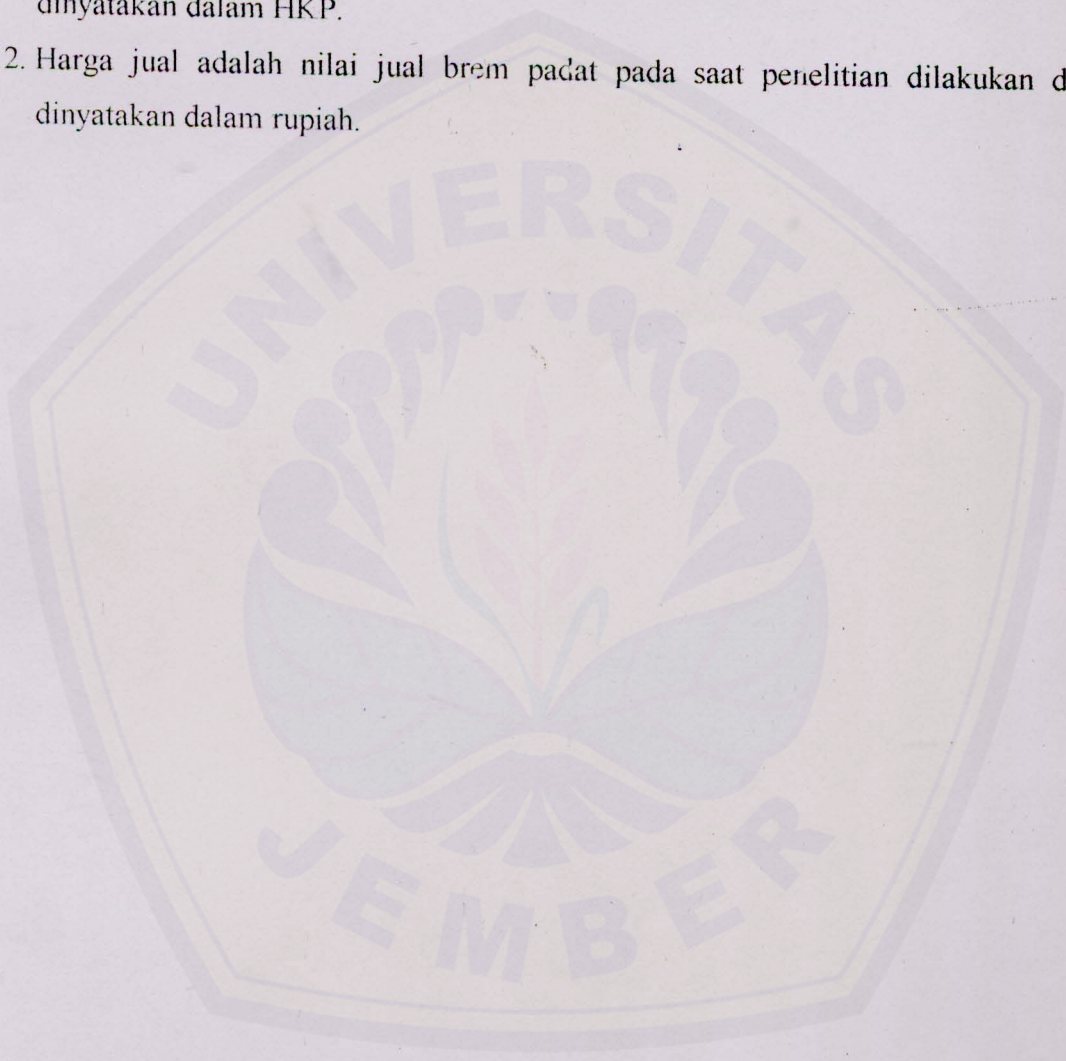 dinyatakan dalam HKP.
2. Harga jual adalah nilai jual brem padat pada saat penelitian dilakukan d
dinyatakan dalam rupiah.
UNIVERSITAS
JEMBER